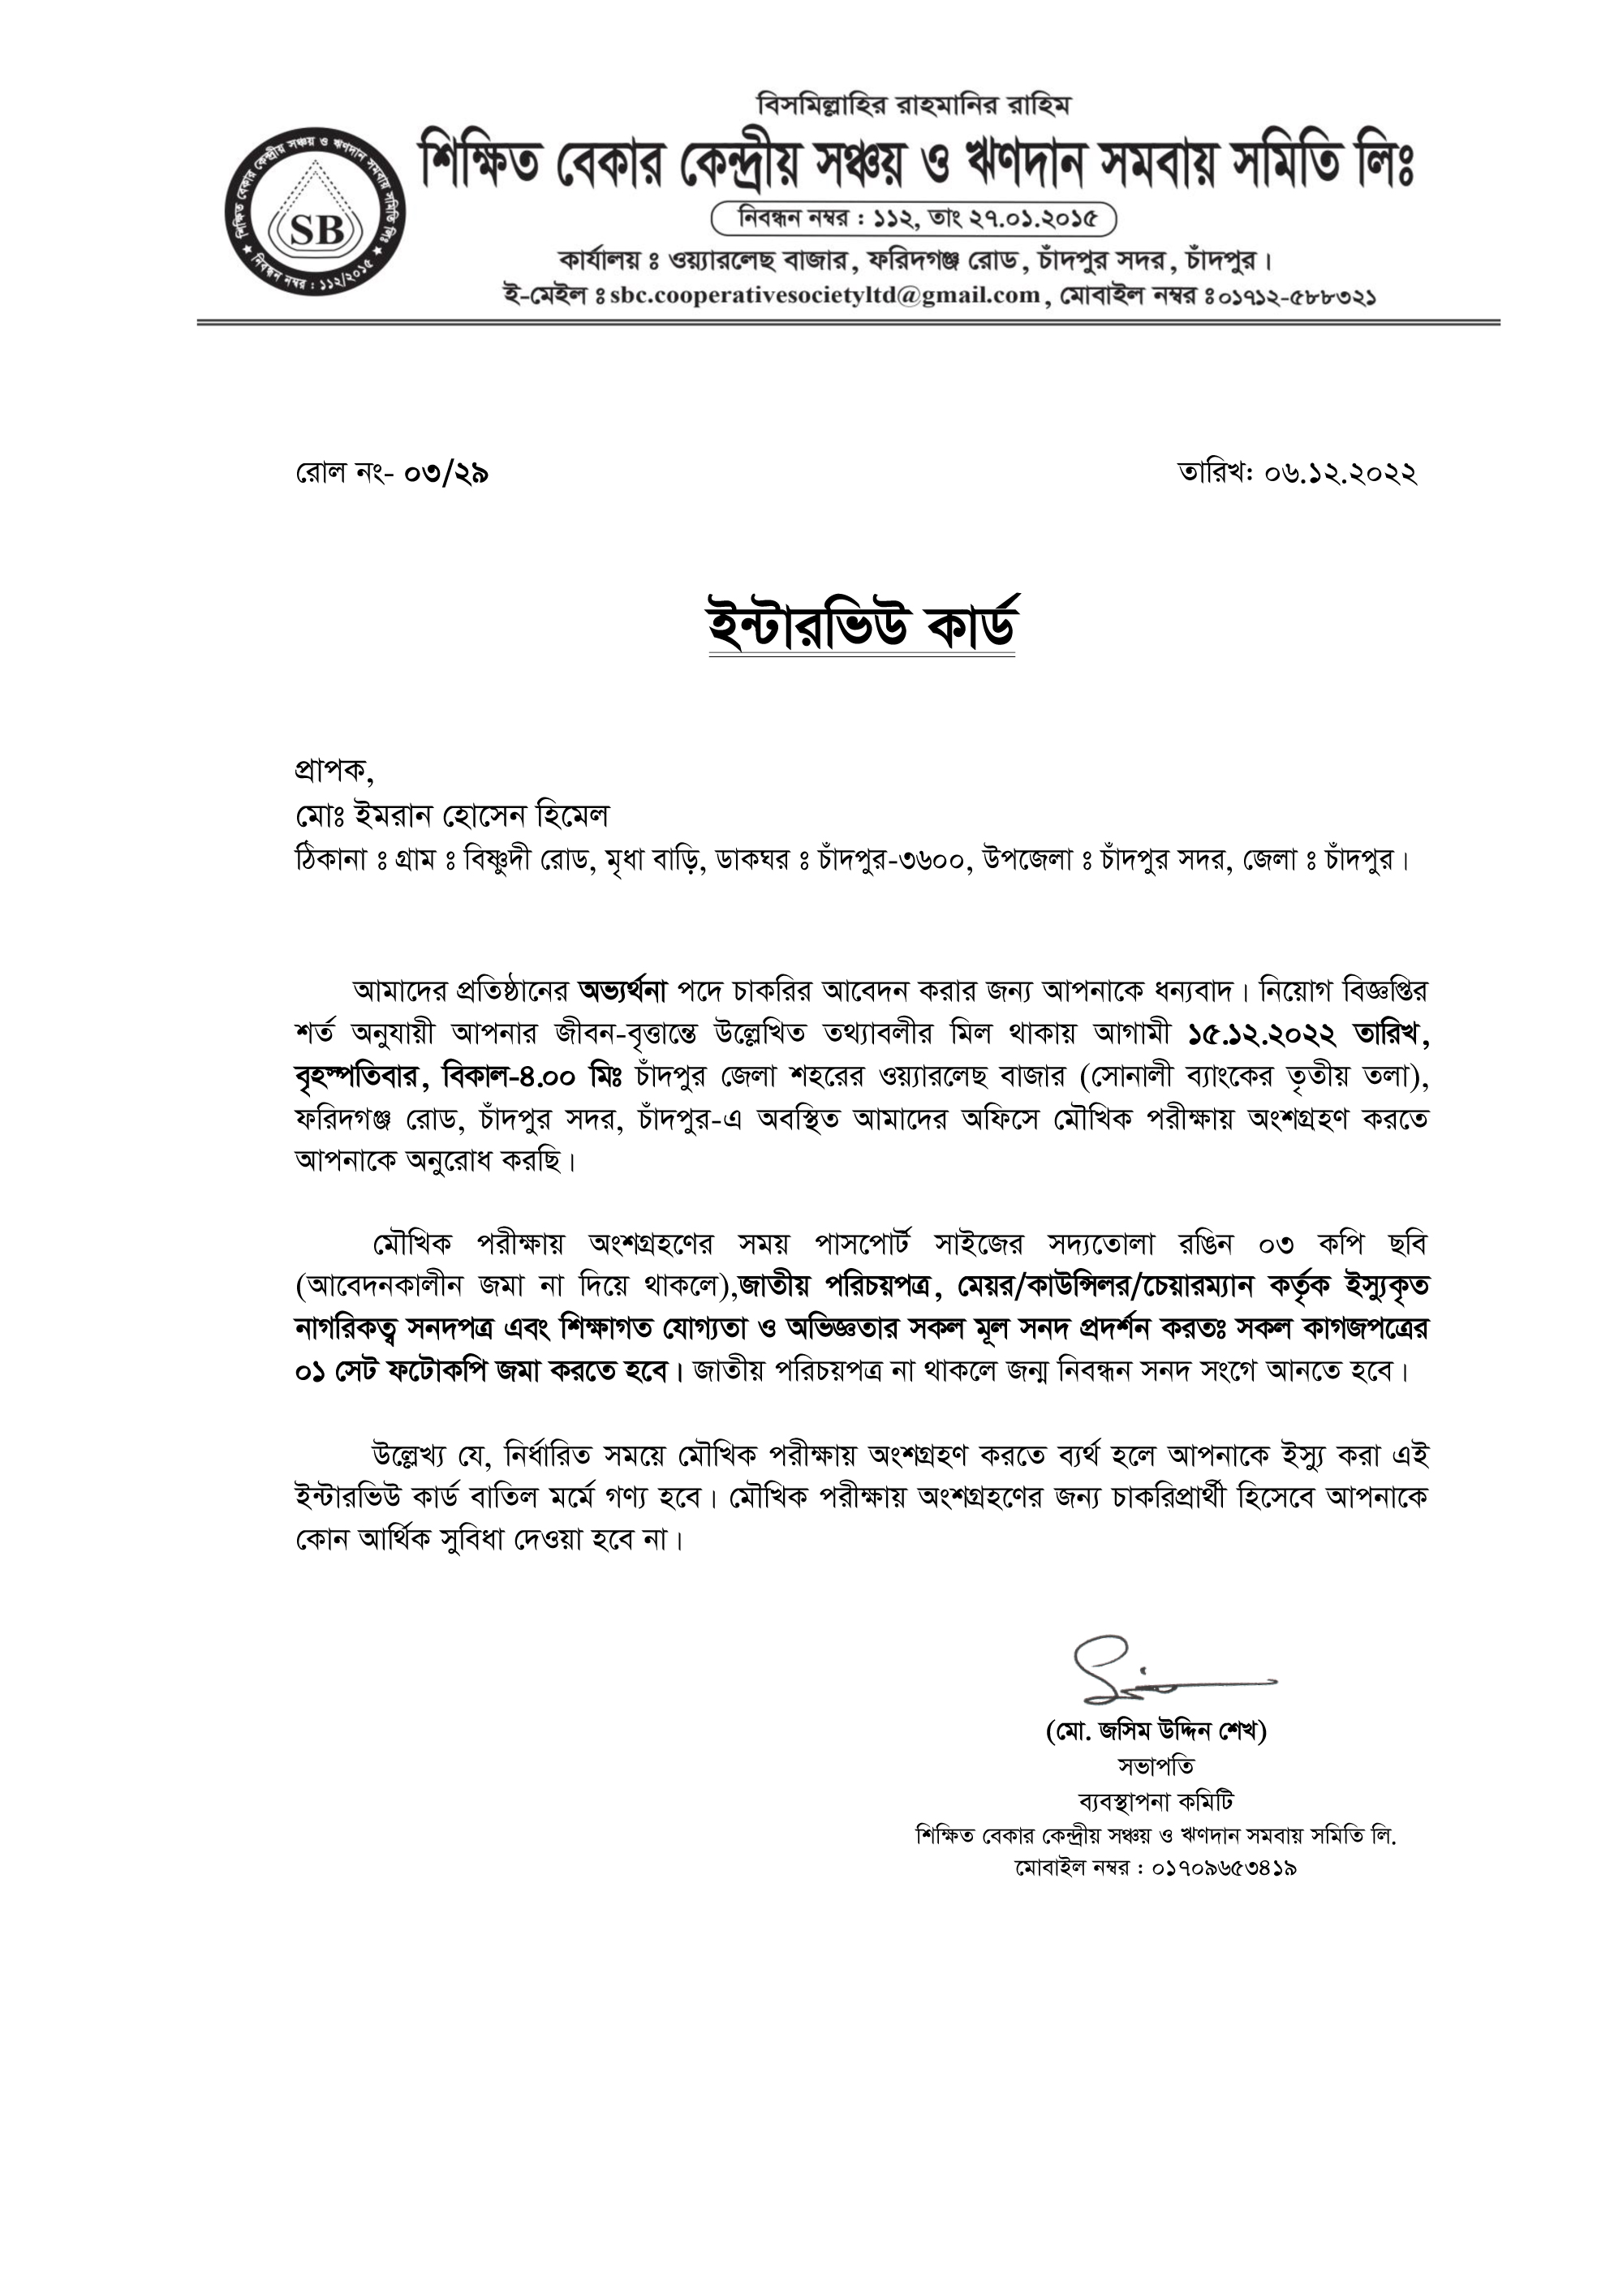 বিসমিল্লাহির রাহমানির রাহিম
শিক্ষিত বেকার কেন্দ্রীয় সঞ্চয় ও ঋণদান সমবায় সমিতি লিঃ
নিবন্ধন নম্বর : ১১২, তাং ২৭.০১.২০১৫
কার্যালয় ঃ ওয়্যারলেছ বাজার, ফরিদগঞ্জ রোড, চাঁদপুর সদর, চাঁদপুর।
ই-মেইল ঃ sbc.cooperativesocietyltd@gmail.com, মোবাইল নম্বর ঃ ০১৭১২-৫৮৮৩২১
শিক্ষিত বেকার কেন্দ্রীয় সঞ্চয় ও ঋণদান সমবায় সমিতি লিঃ
SB
★ নিবন্ধন নম্বর : ১১২/২০১৫ ★
রোল নং- ০৩/২৯
তারিখ: ০৬.১২.২০২২
ইন্টারভিউ কার্ড
প্রাপক,
মোঃ ইমরান হোসেন হিমেল
ঠিকানা ঃ গ্রাম ঃ বিষ্ণুদী রোড, মৃধা বাড়ি, ডাকঘর ঃ চাঁদপুর-৩৬০০, উপজেলা ঃ চাঁদপুর সদর, জেলা ঃ চাঁদপুর।
আমাদের প্রতিষ্ঠানের অভ্যর্থনা পদে চাকরির আবেদন করার জন্য আপনাকে ধন্যবাদ। নিয়োগ বিজ্ঞপ্তির
শর্ত অনুযায়ী আপনার জীবন-বৃত্তান্তে উল্লেখিত তথ্যাবলীর মিল থাকায় আগামী ১৫.১২.২০২২ তারিখ,
বৃহস্পতিবার, বিকাল-৪.০০ মিঃ চাঁদপুর জেলা শহরের ওয়্যারলেছ বাজার (সোনালী ব্যাংকের তৃতীয় তলা),
ফরিদগঞ্জ রোড, চাঁদপুর সদর, চাঁদপুর-এ অবস্থিত আমাদের অফিসে মৌখিক পরীক্ষায় অংশগ্রহণ করতে
আপনাকে অনুরোধ করছি।
মৌখিক পরীক্ষায় অংশগ্রহণের সময় পাসপোর্ট সাইজের সদ্যতোলা রঙিন ০৩ কপি ছবি
(আবেদনকালীন জমা না দিয়ে থাকলে),জাতীয় পরিচয়পত্র, মেয়র/কাউন্সিলর/চেয়ারম্যান কর্তৃক ইস্যুকৃত
নাগরিকত্ব সনদপত্র এবং শিক্ষাগত যোগ্যতা ও অভিজ্ঞতার সকল মূল সনদ প্রদর্শন করতঃ সকল কাগজপত্রের
০১ সেট ফটোকপি জমা করতে হবে। জাতীয় পরিচয়পত্র না থাকলে জন্ম নিবন্ধন সনদ সংগে আনতে হবে।
উল্লেখ্য যে, নির্ধারিত সময়ে মৌখিক পরীক্ষায় অংশগ্রহণ করতে ব্যর্থ হলে আপনাকে ইস্যু করা এই
ইন্টারভিউ কার্ড বাতিল মর্মে গণ্য হবে। মৌখিক পরীক্ষায় অংশগ্রহণের জন্য চাকরিপ্রার্থী হিসেবে আপনাকে
কোন আর্থিক সুবিধা দেওয়া হবে না।
(মো. জসিম উদ্দিন শেখ)
সভাপতি
ব্যবস্থাপনা কমিটি
শিক্ষিত বেকার কেন্দ্রীয় সঞ্চয় ও ঋণদান সমবায় সমিতি লি.
মোবাইল নম্বর : ০১৭০৯৬৫৩৪১৯